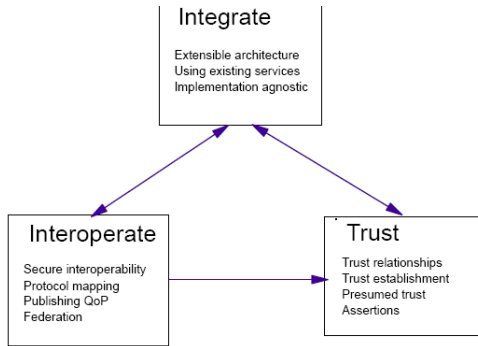 Integrate
Extensible architecture
Using existing services
Implementation agnostic
Interoperate
Secure interoperability
Protocol mapping
Publishing QoP
Federation
Trust
Trust relationships
Trust establishment
Presumed trust
Assertions